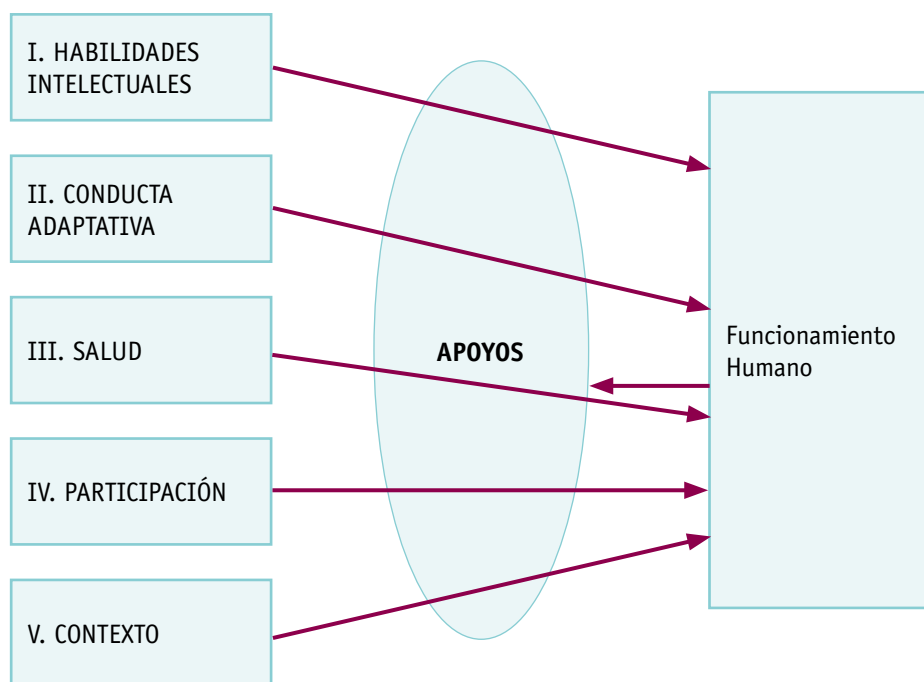 I. HABILIDADES
INTELECTUALES
II. CONDUCTA
ADAPTATIVA
III. SALUD
IV. PARTICIPACIÓN
V. CONTEXTO
APOYOS
Funcionamiento
Humano